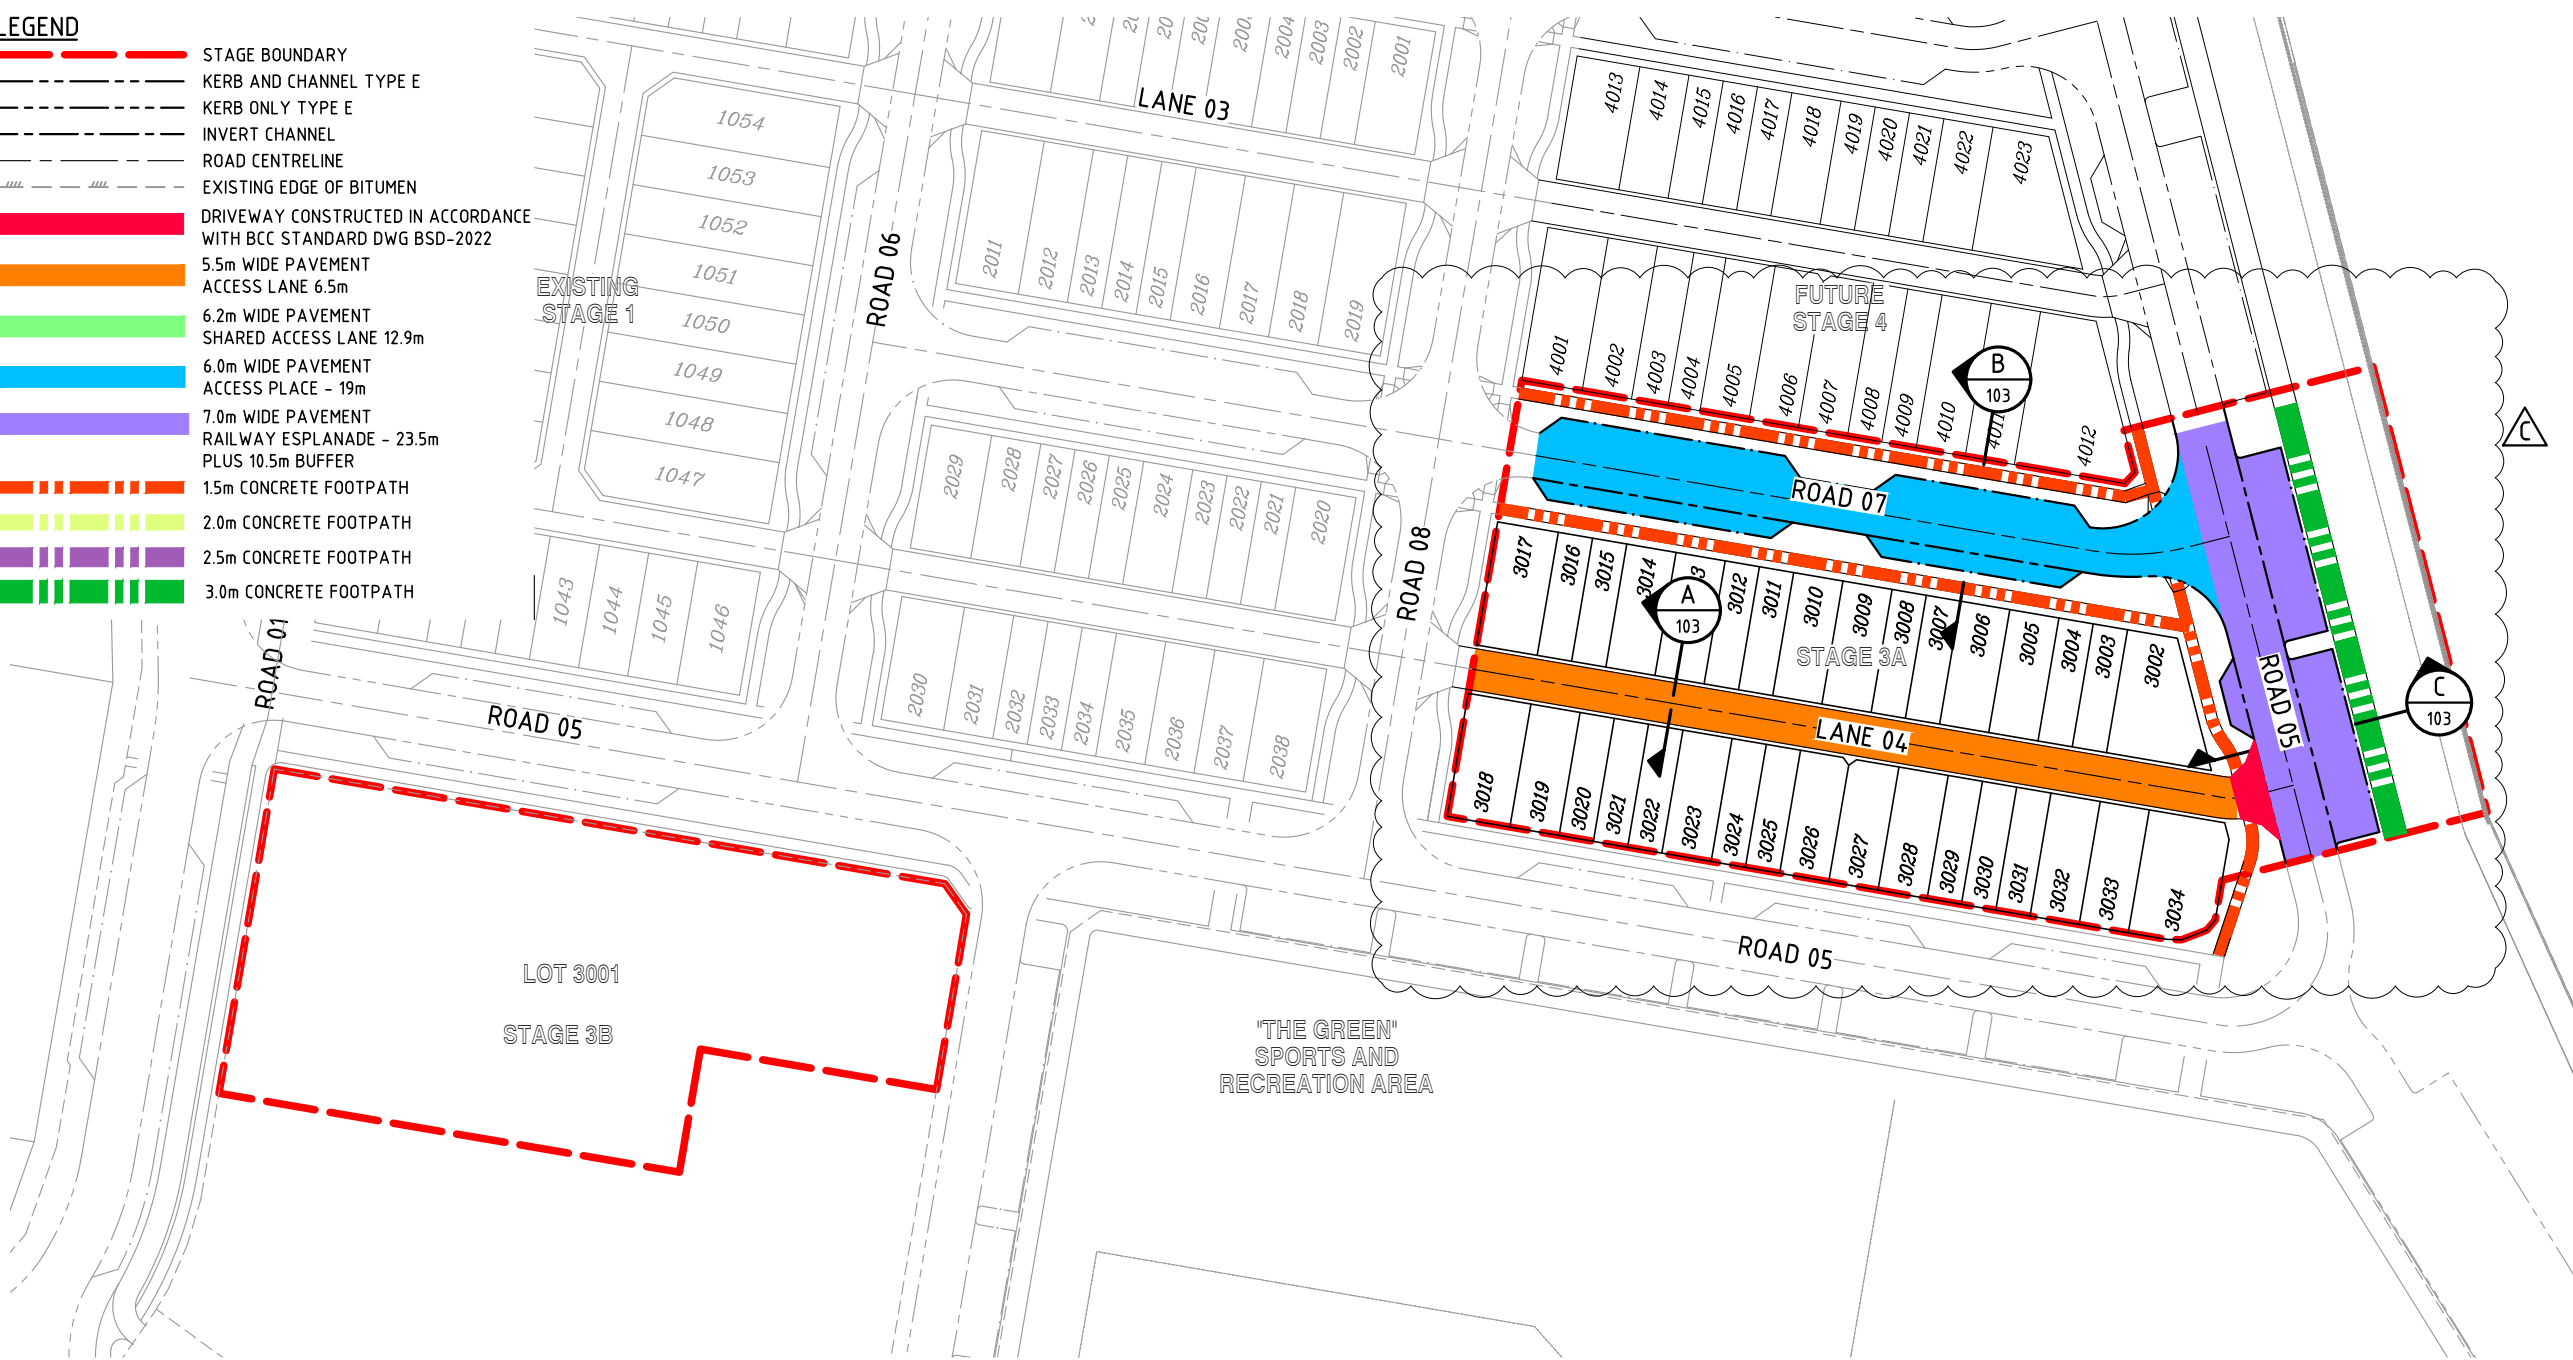 LEGEND
STAGE BOUNDARY
KERB AND CHANNEL TYPE E
KERB ONLY TYPE E
INVERT CHANNEL
ROAD CENTRELINE
EXISTING EDGE OF BITUMEN
DRIVEWAY CONSTRUCTED IN ACCORDANCE
WITH BCC STANDARD DWG BSD-2022
5.5m WIDE PAVEMENT
ACCESS LANE 6.5m
6.2m WIDE PAVEMENT
SHARED ACCESS LANE 12.9m
6.0m WIDE PAVEMENT
ACCESS PLACE - 19m
7.0m WIDE PAVEMENT
RAILWAY ESPLANADE - 23.5m
PLUS 10.5m BUFFER
1.5m CONCRETE FOOTPATH
2.0m CONCRETE FOOTPATH
2.5m CONCRETE FOOTPATH
3.0m CONCRETE FOOTPATH
EXISTING
STAGE 1
1054
1053
1052
1051
1050
1049
1048
1047
1043
1044
1045
1046
ROAD 01
ROAD 05
ROAD 06
LANE 03
2004
2003
2002
2001
2011
2012
2013
2014
2015
2016
2017
2018
2019
2029
2028
2027
2026
2025
2024
2023
2022
2021
2020
2030
2031
2032
2033
2034
2035
2036
2037
2038
ROAD 08
4013
4014
4015
4016
4017
4018
4019
4020
4021
4022
4023
FUTURE
STAGE 4
4001
4002
4003
4004
4005
4006
4007
4008
4009
4010
4012
B
103
C
ROAD 07
3017
3016
3015
3014
3012
3011
3010
3009
3008
3007
3006
3005
3004
3003
3002
A
103
STAGE 3A
LANE 04
ROAD 05
C
103
3018
3019
3020
3021
3022
3023
3024
3025
3026
3027
3028
3029
3030
3031
3032
3033
3034
ROAD 05
LOT 3001
STAGE 3B
"THE GREEN"
SPORTS AND
RECREATION AREA